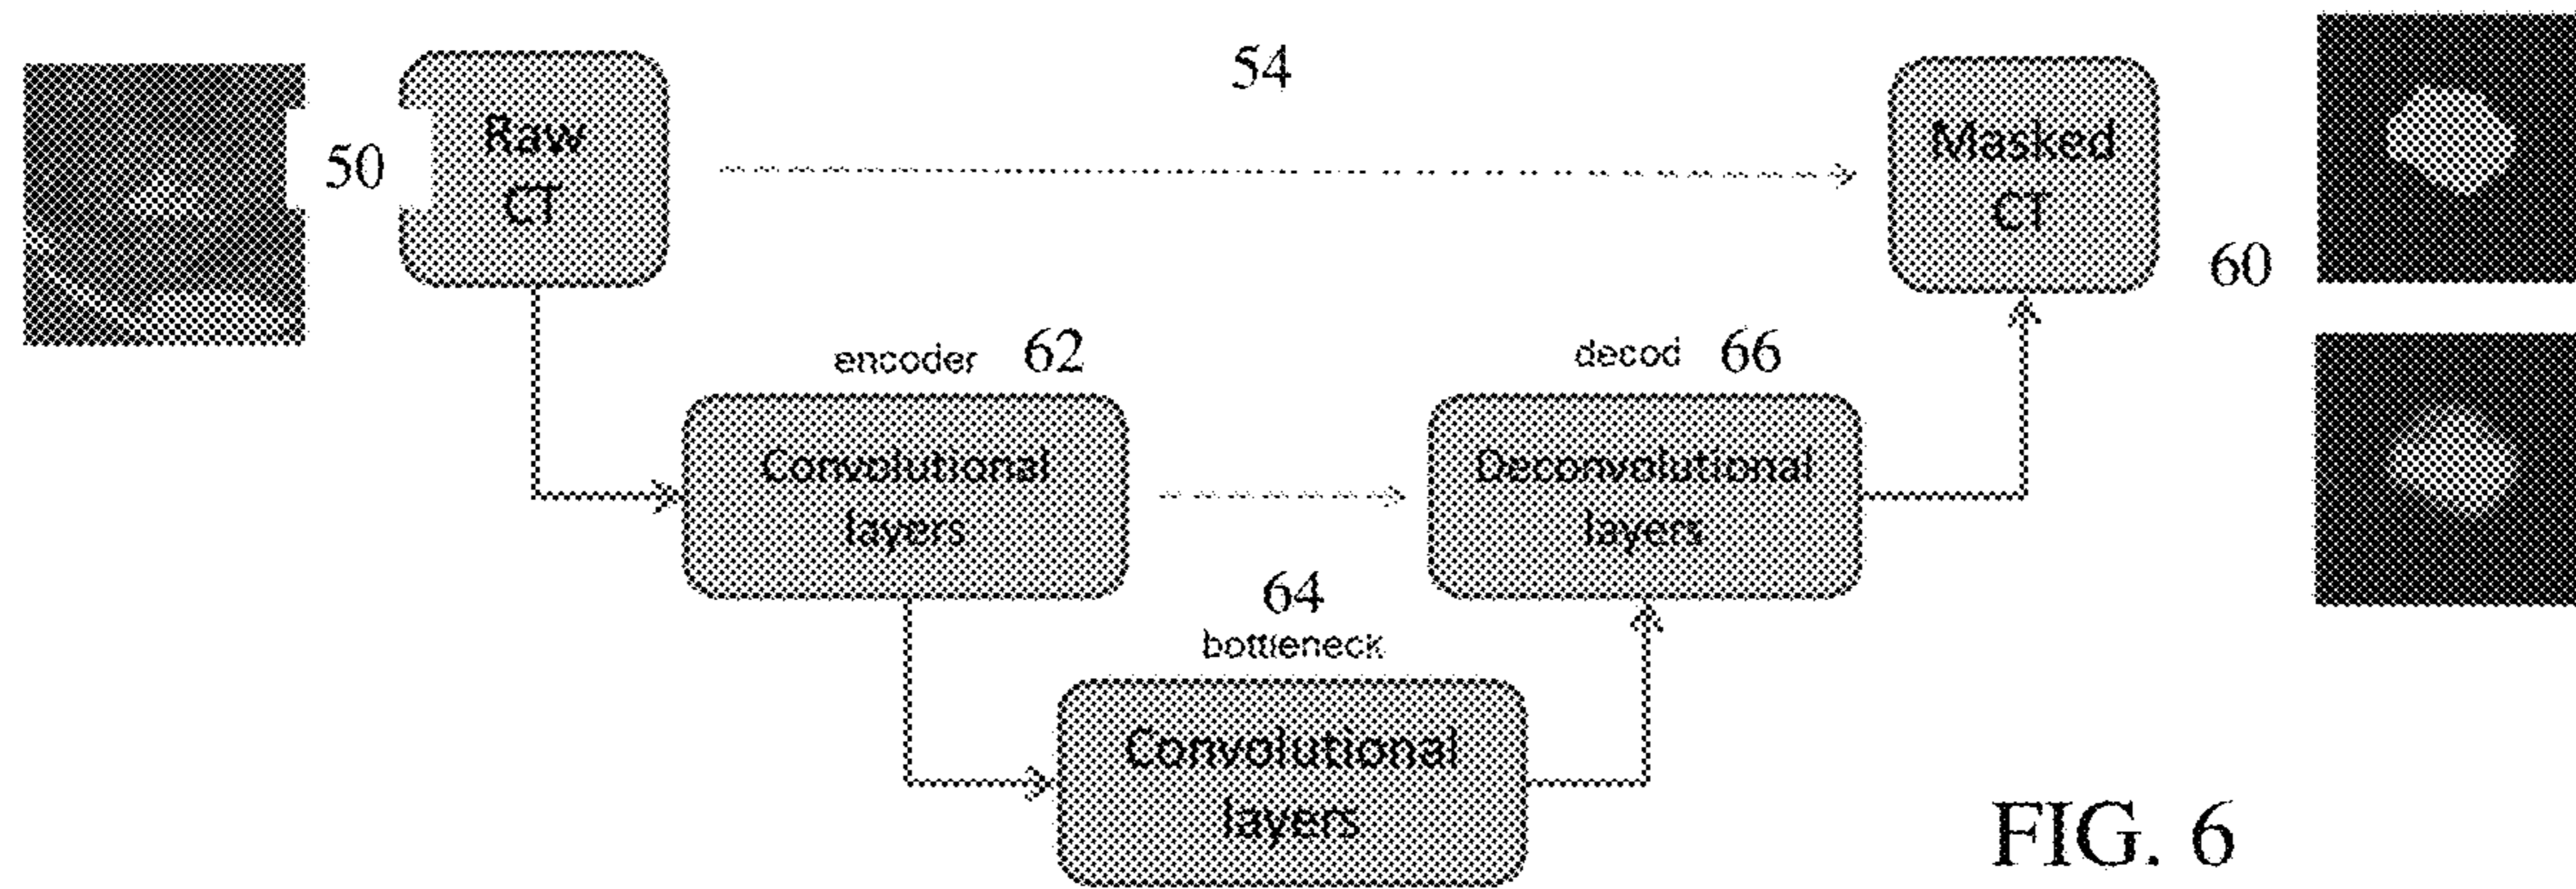 54
50
Raw
CT
Masked
CT
60
encoder 62
decod 66
Convolutional
layers
Deconvolutional
layers
64
bottleneck
Convolutional
layers
FIG. 6